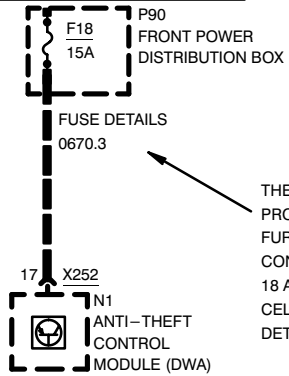 P90
FRONT POWER
DISTRIBUTION BOX
F18
15A
FUSE DETAILS
0670.3
THE
PRO
FUR
CON
18 A
CEL
DET
17 X252
N1
ANTI-THEFT
CONTROL
MODULE (DWA)